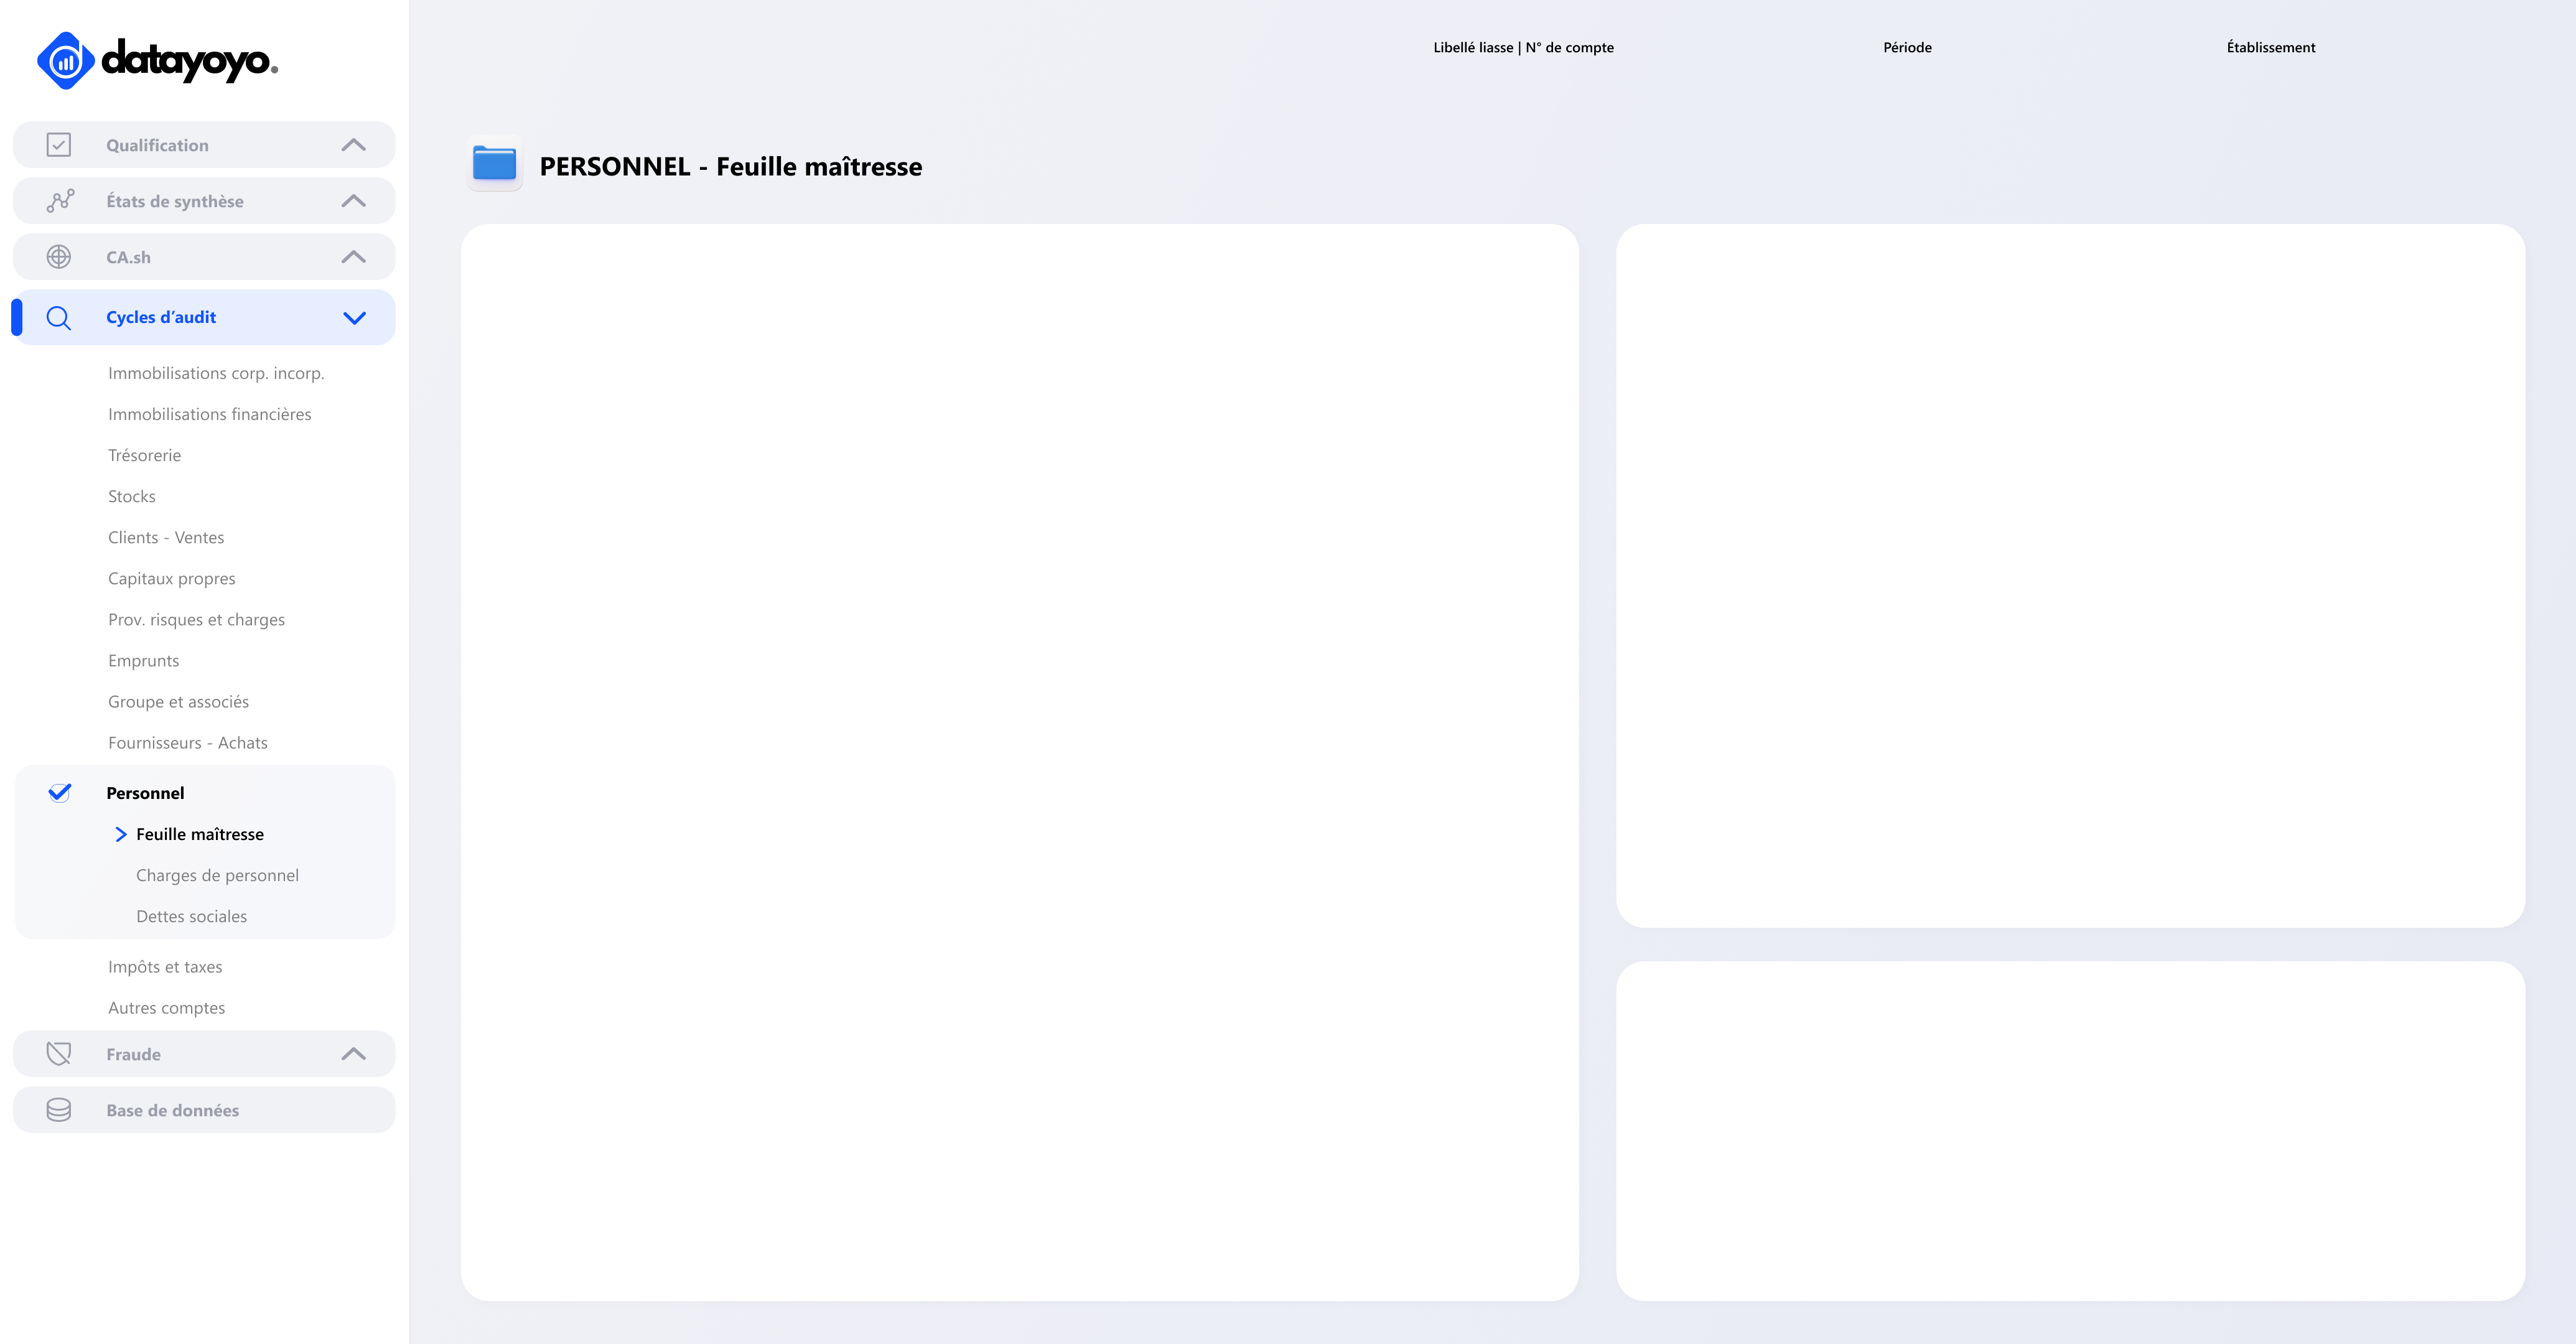 datayoyo.
Qualification
États de synthèse
CA.sh
Cycles d’audit
Immobilisations corp. incorp.
Immobilisations financières
Trésorerie
Stocks
Clients - Ventes
Capitaux propres
Prov. risques et charges
Emprunts
Groupe et associés
Fournisseurs - Achats
Personnel
Feuille maîtresse
Charges de personnel
Dettes sociales
Impôts et taxes
Autres comptes
Fraude
Base de données
Libellé liasse | N° de compte
Période
Établissement
PERSONNEL - Feuille maîtresse